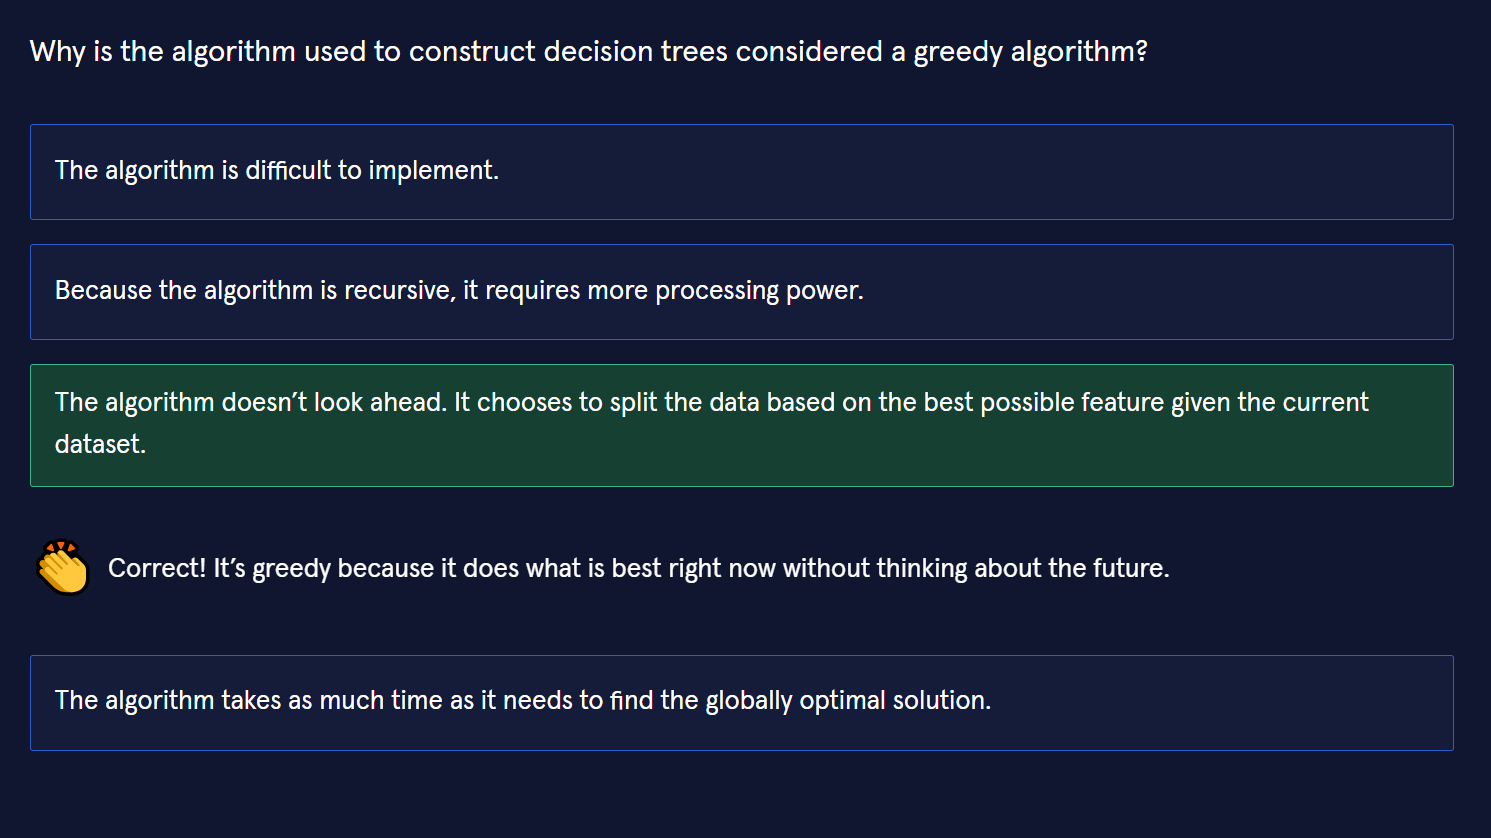 Why is the algorithm used to construct decision trees considered a greedy algorithm?
The algorithm is difficult to implement.
Because the algorithm is recursive, it requires more processing power.
The algorithm doesn’t look ahead. It chooses to split the data based on the best possible feature given the current
dataset.
Correct! It’s greedy because it does what is best right now without thinking about the future.
The algorithm takes as much time as it needs to find the globally optimal solution.